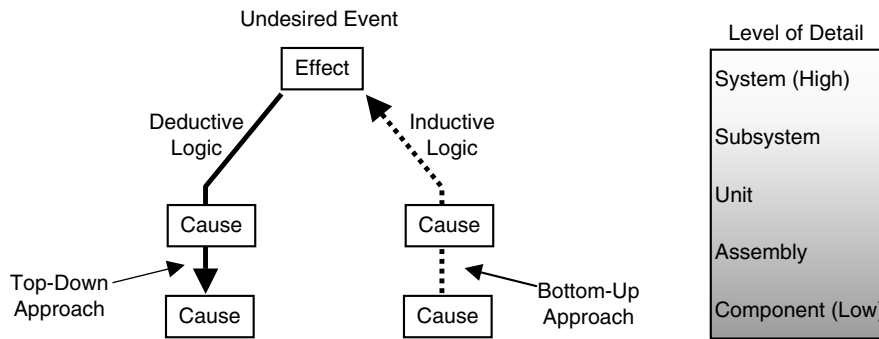 Undesired Event
Effect
Deductive
Logic
Inductive
Logic
Cause
Cause
Top-Down
Approach
Bottom-Up
Approach
Cause
Cause
Level of Detail
System (High)
Subsystem
Unit
Assembly
Component (Low)